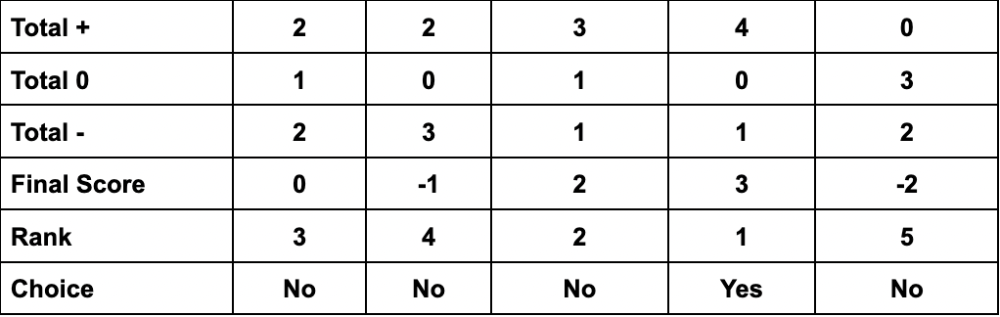 Total + 2 2 3 4 0
Total 0 1 0 1 0 3
Total - 2 3 1 1 2
Final Score 0 -1 2 3 -2
Rank 3 4 2 1 5
Choice No No No Yes No